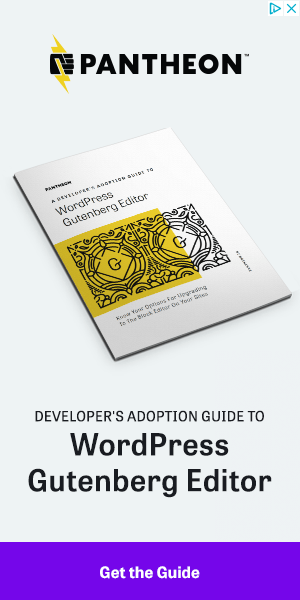 PANTHEON™
PANTHEON
A DEVELOPER'S ADOPTION GUIDE TO
WordPress
Gutenberg Editor
G
G
Know Your Options For Upgrading
To The Block Editor On Your Sites
DEVELOPER'S ADOPTION GUIDE TO
WordPress
Gutenberg Editor
Get the Guide